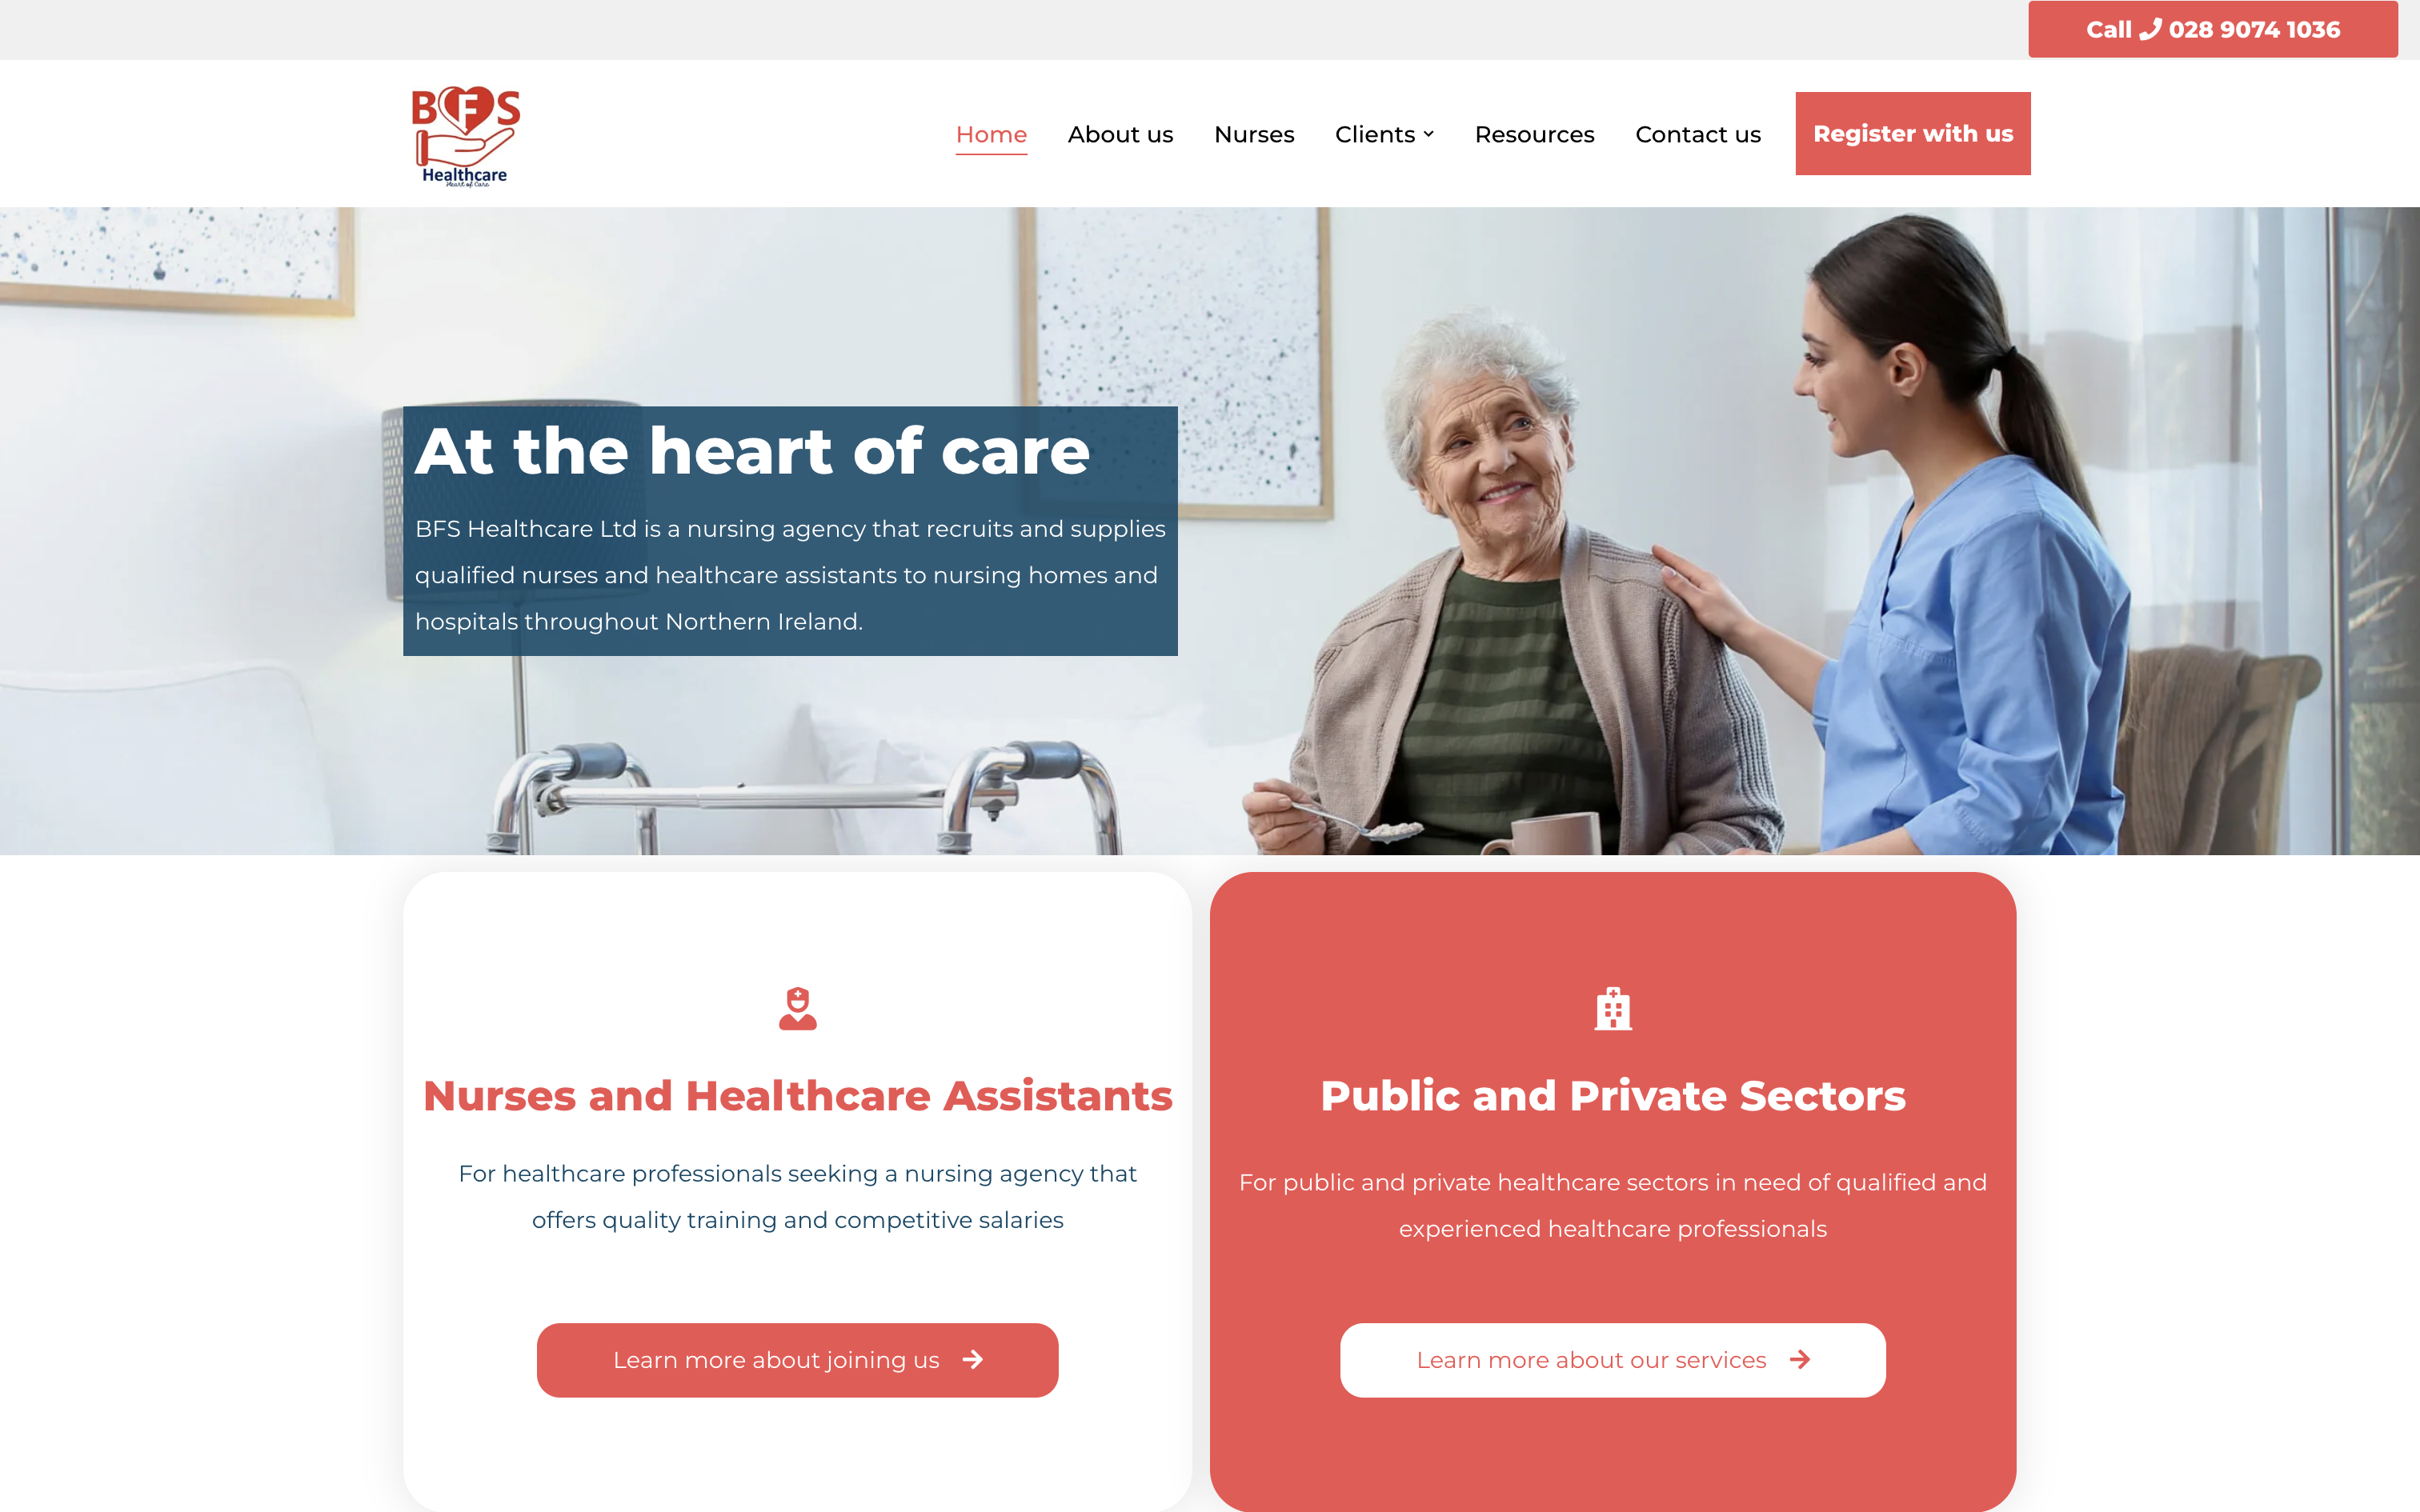 Call 028 9074 1036
BFS
Healthcare
Heart of Care
Home
About us
Nurses
Clients
Resources
Contact us
Register with us
At the heart of care
BFS Healthcare Ltd is a nursing agency that recruits and supplies
qualified nurses and healthcare assistants to nursing homes and
hospitals throughout Northern Ireland.
Nurses and Healthcare Assistants
For healthcare professionals seeking a nursing agency that
offers quality training and competitive salaries
Learn more about joining us
Public and Private Sectors
For public and private healthcare sectors in need of qualified and
experienced healthcare professionals
Learn more about our services